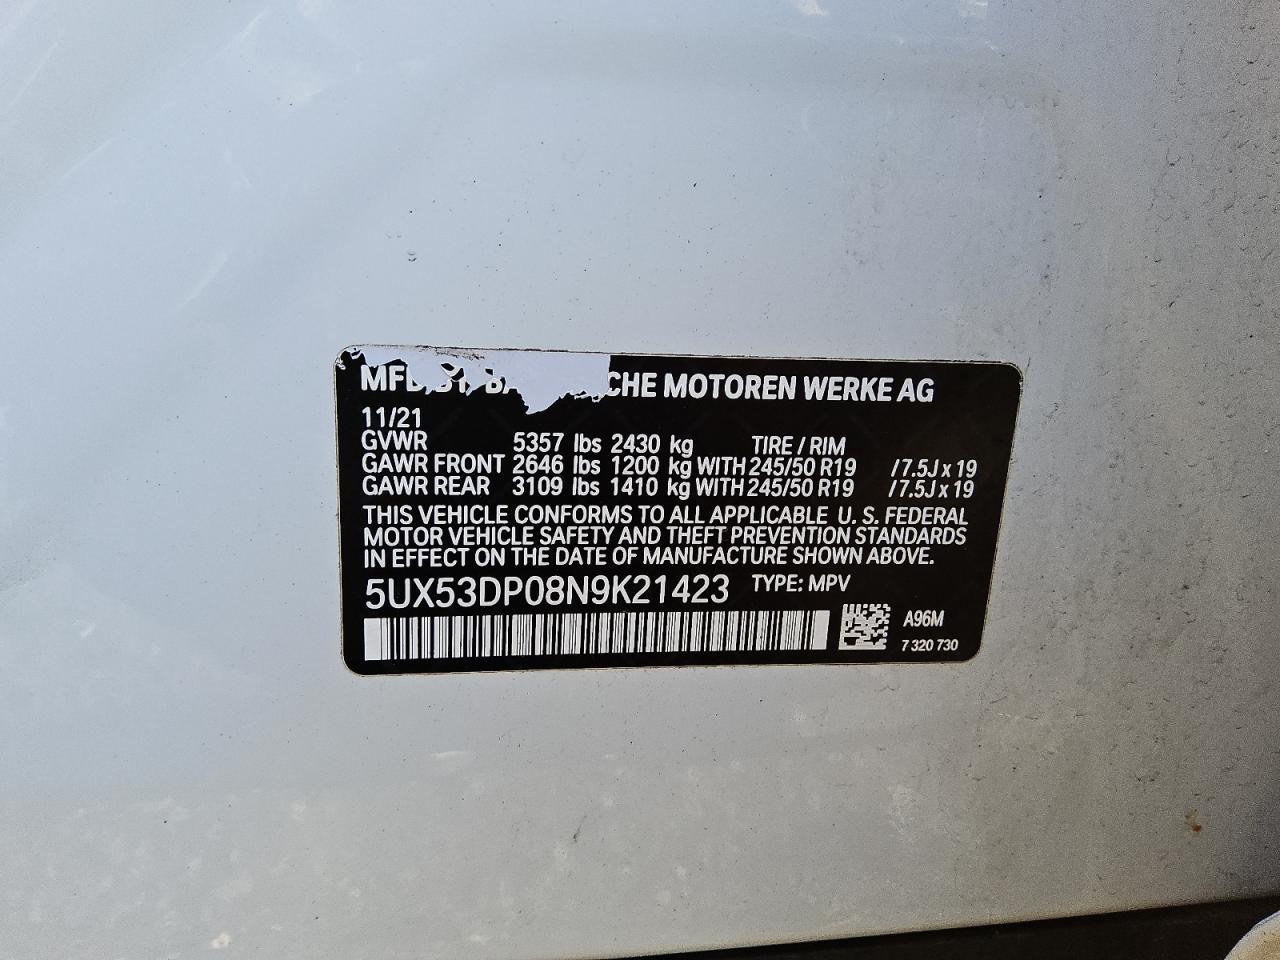 MFD. BY BA CHE MOTOREN WERKE AG
11/21
GVWR 5357 lbs 2430 kg TIRE / RIM
GAWR FRONT 2646 lbs 1200 kg WITH 245/50 R19 /7.5J x 19
GAWR REAR 3109 lbs 1410 kg WITH 245/50 R19 /7.5J x 19
THIS VEHICLE CONFORMS TO ALL APPLICABLE U. S. FEDERAL
MOTOR VEHICLE SAFETY AND THEFT PREVENTION STANDARDS
IN EFFECT ON THE DATE OF MANUFACTURE SHOWN ABOVE.
5UX53DP08N9K21423 TYPE: MPV
A96M
7 320 730